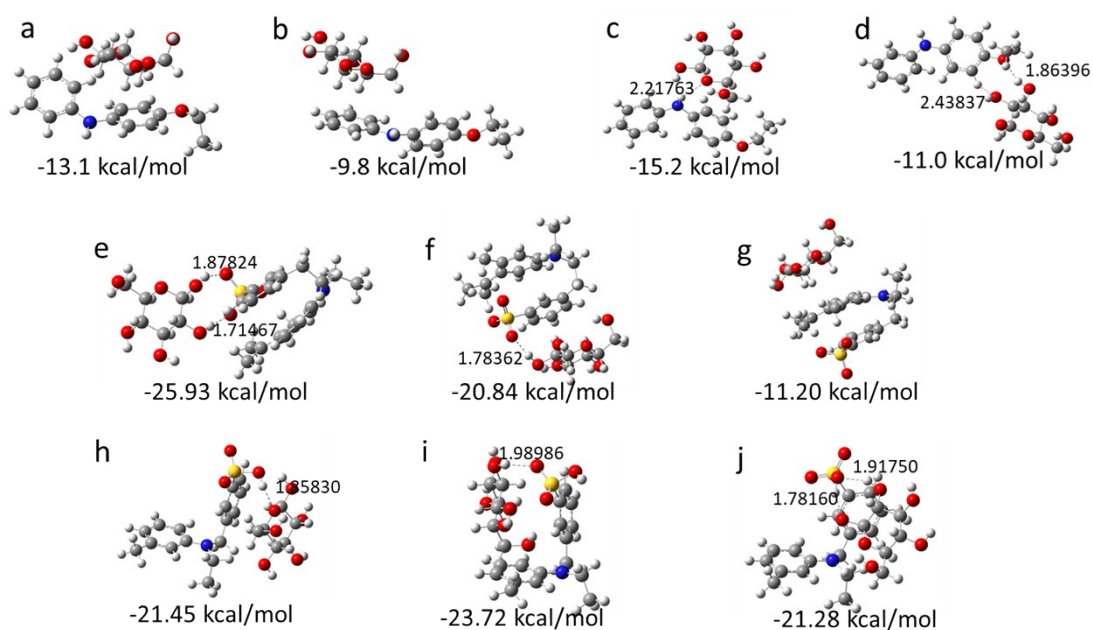 a b c d
2.21763
1.86396
2.43837
-13.1 kcal/mol -9.8 kcal/mol -15.2 kcal/mol -11.0 kcal/mol
e f g
1.87824
1.71467
1.78362
-25.93 kcal/mol -20.84 kcal/mol -11.20 kcal/mol
h i j
1.98986
1.91750
1.78160
-21.45 kcal/mol -23.72 kcal/mol -21.28 kcal/mol